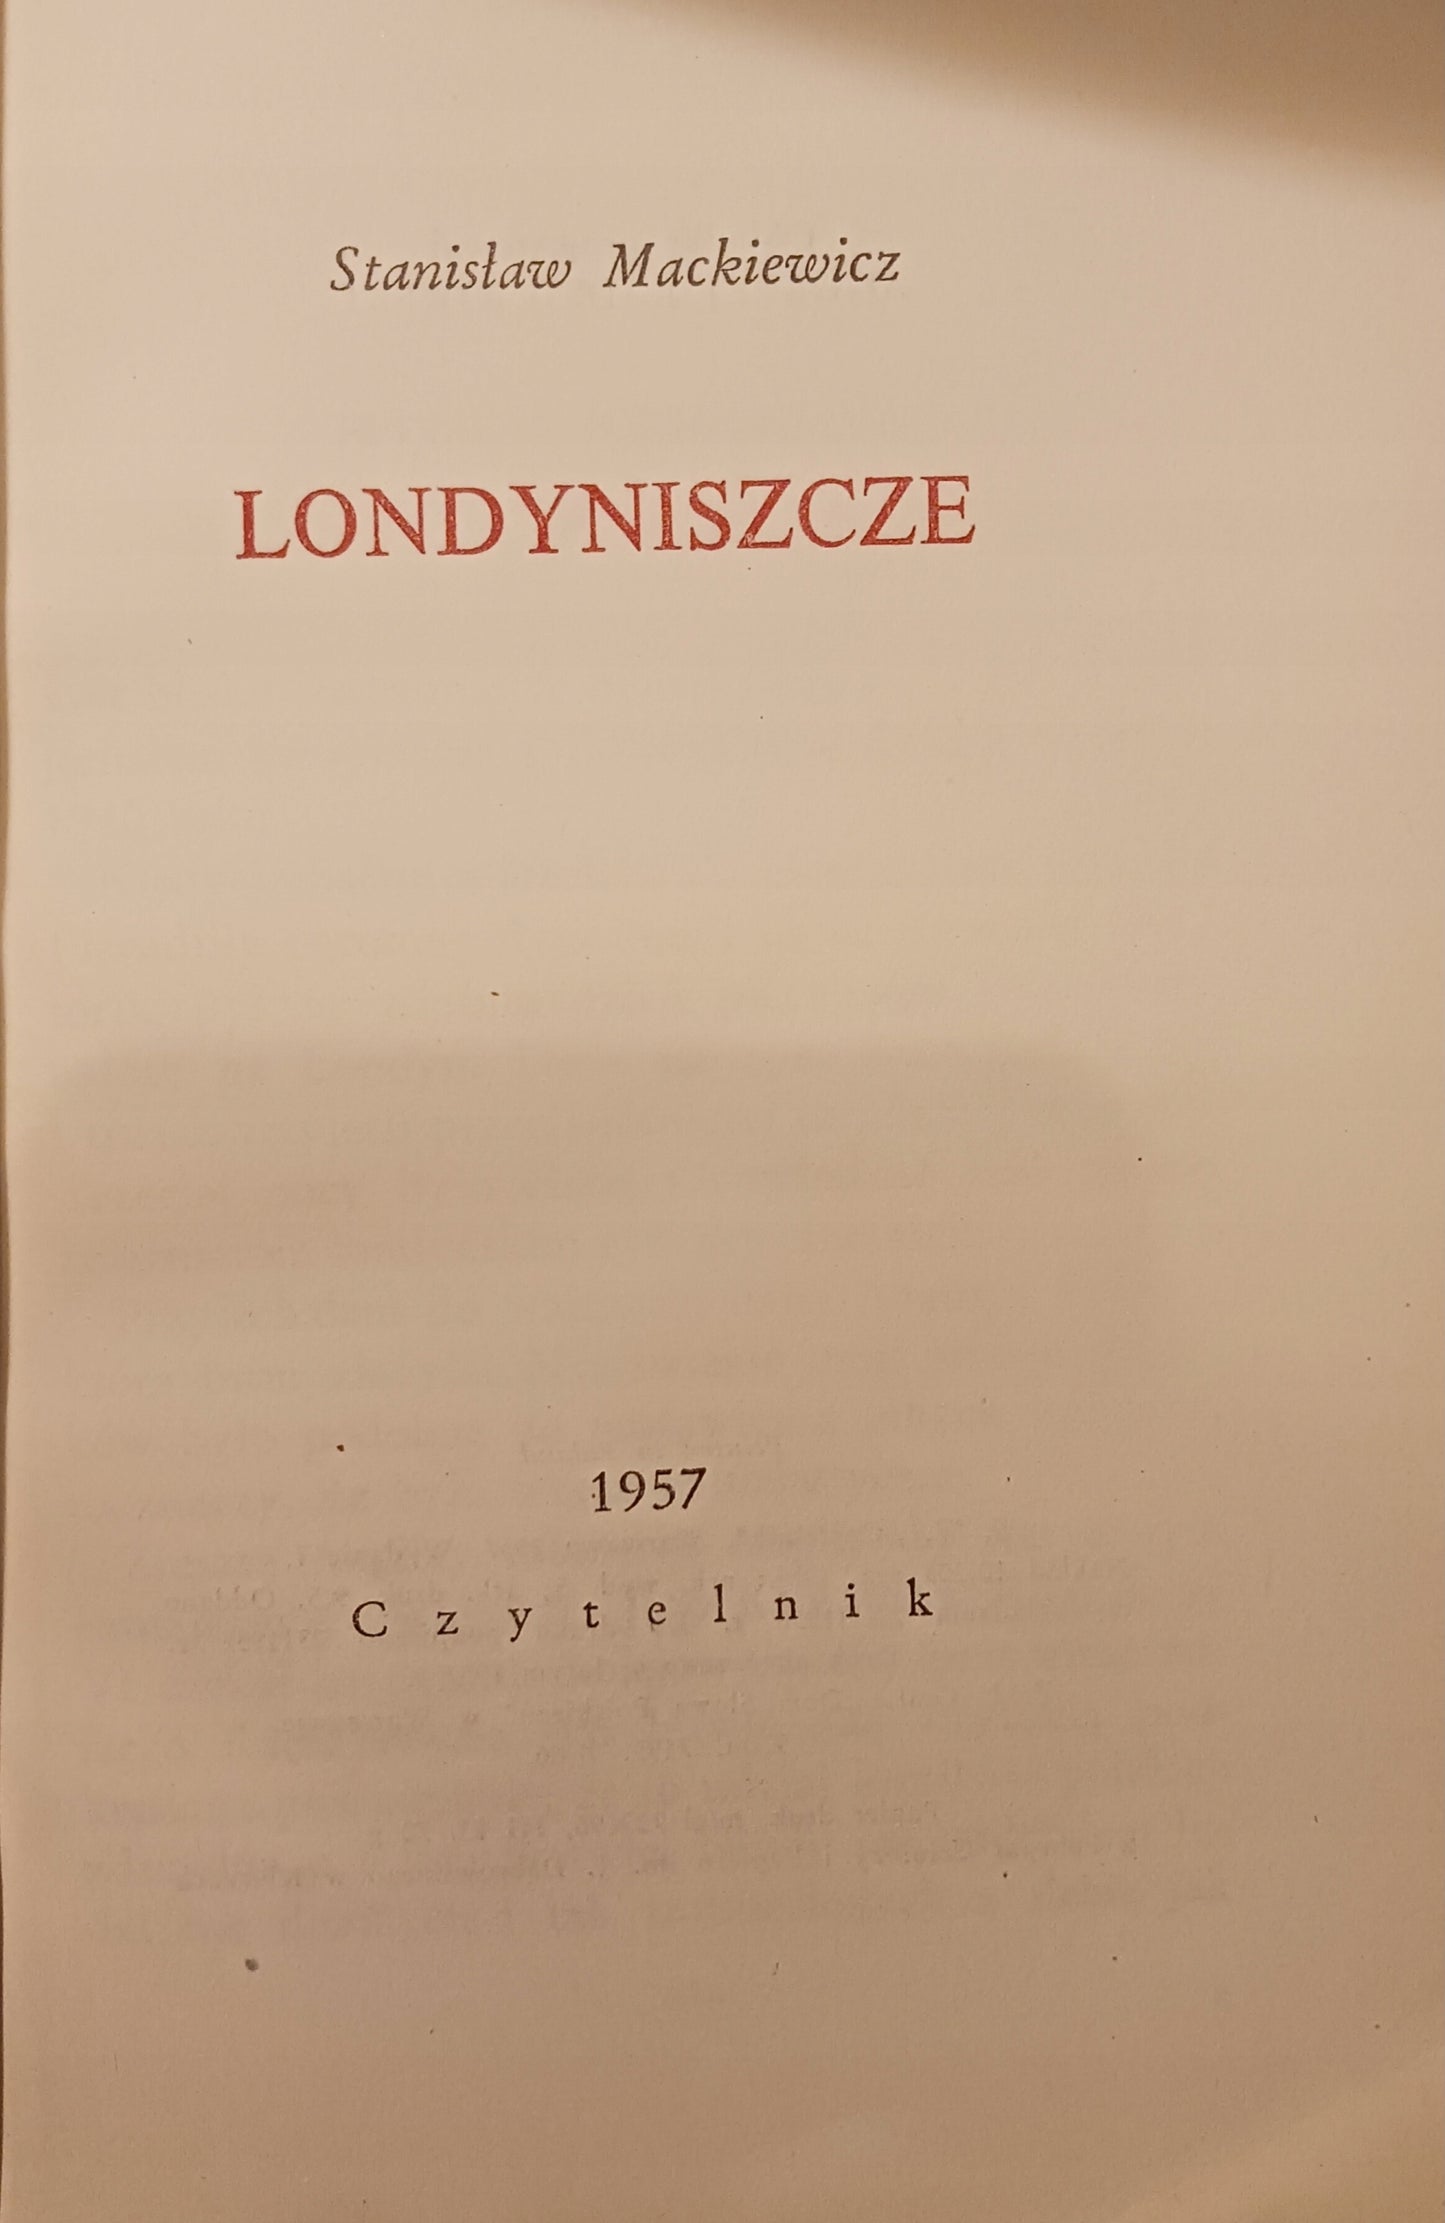 Stanisław Mackiewicz
LONDYNISZCZE
1957
Czytelnik